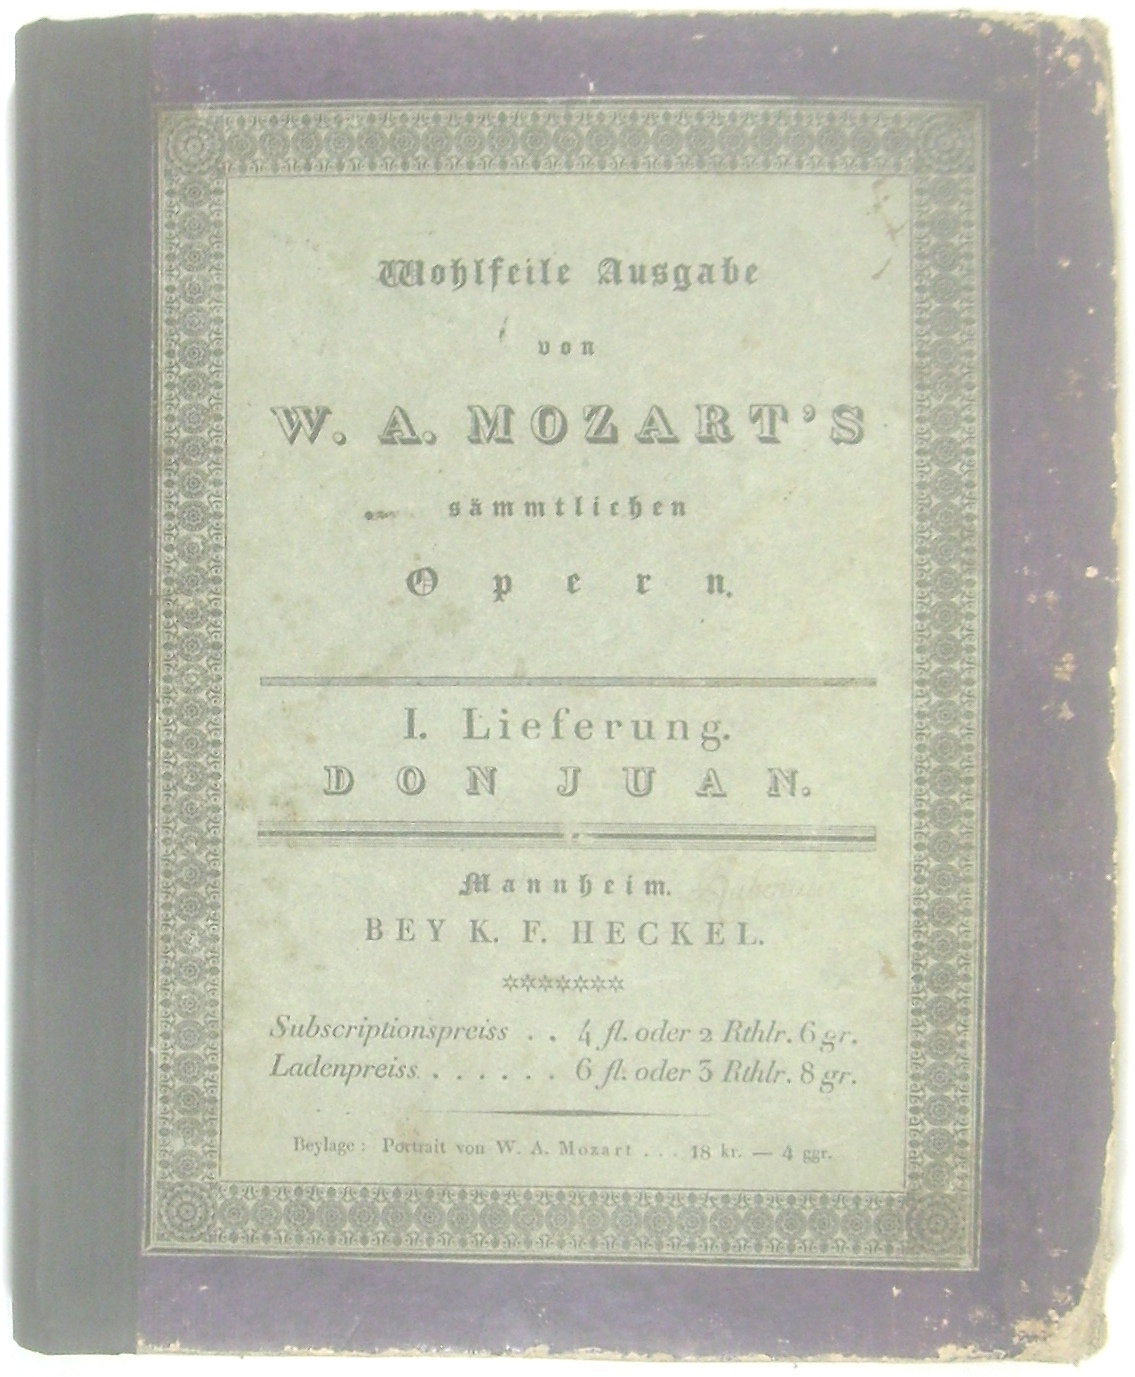 Wohlfeile Ausgabe
von
W. A. MOZART'S
sämmtlichen
Opern.
I. Lieferung.
DON JUAN.
Mannheim.
BEY K. F. HECKEL.
Subscriptionspreiss . . 4 fl. oder 2 Rthlr. 6 gr.
Ladenpreiss. . . . . . . 6 fl. oder 3 Rthlr. 8 gr.
Beylage : Portrait von W. A. Mozart . . . 18 kr. — 4 ggr.